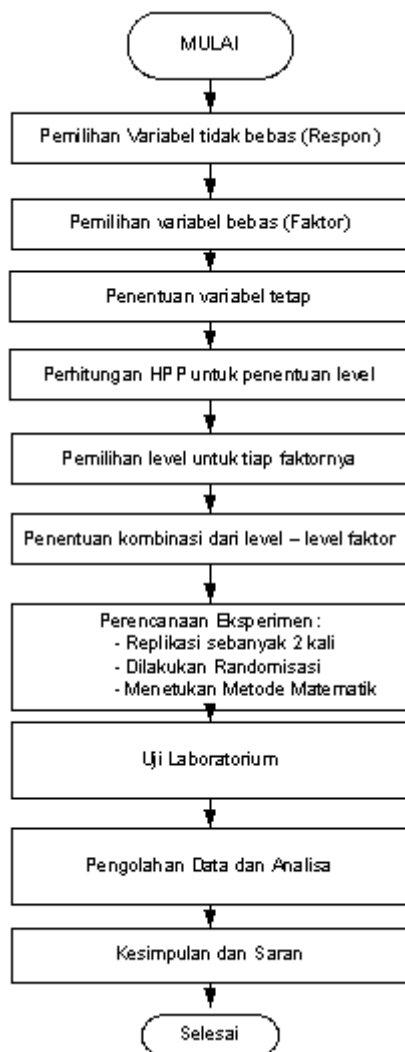 MULAI
Pemilihan Variabel tidak bebas (Respon)
Pemilihan variabel bebas (Faktor)
Penentuan variabel tetap
Perhitungan HPP untuk penentuan level
Pemilihan level untuk tiap faktornya
Penentuan kombinasi dari level – level faktor
Perencanaan Eksperimen :
- Replikasi sebanyak 2 kali
- Dilakukan Randomisasi
- Menetukan Metode Matematik
Uji Laboratorium
Pengolahan Data dan Analisa
Kesimpulan dan Saran
Selesai